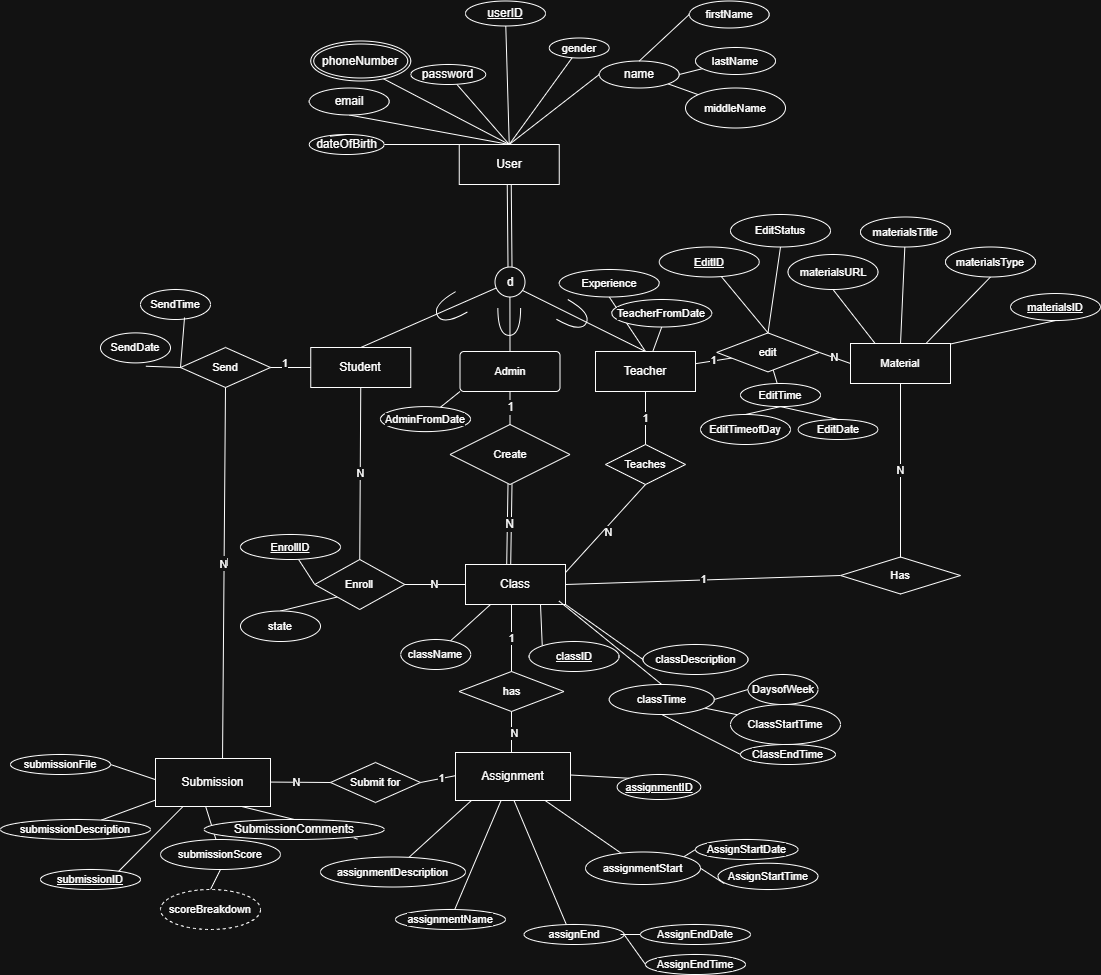 userID
firstName
gender
phoneNumber
lastName
password
name
email
middleName
dateOfBirth
User
EditStatus
materialsTitle
EditID
materialsType
materialsURL
d
Experience
SendTime
materialsID
TeacherFromDate
SendDate
edit
Send
1
Student
Admin
Teacher
1
N
Material
EditTime
1
AdminFromDate
1
EditTimeofDay
EditDate
Create
Teaches
N
N
N
N
EnrollID
N
Enroll
N
Class
1
Has
state
1
className
classID
classDescription
has
DaysofWeek
classTime
ClassStartTime
N
ClassEndTime
submissionFile
Submission
N
Submit for
1
Assignment
assignmentID
submissionDescription
SubmissionComments
submissionScore
AssignStartDate
submissionID
assignmentDescription
assignmentStart
AssignStartTime
scoreBreakdown
assignmentName
assignEnd
AssignEndDate
AssignEndTime